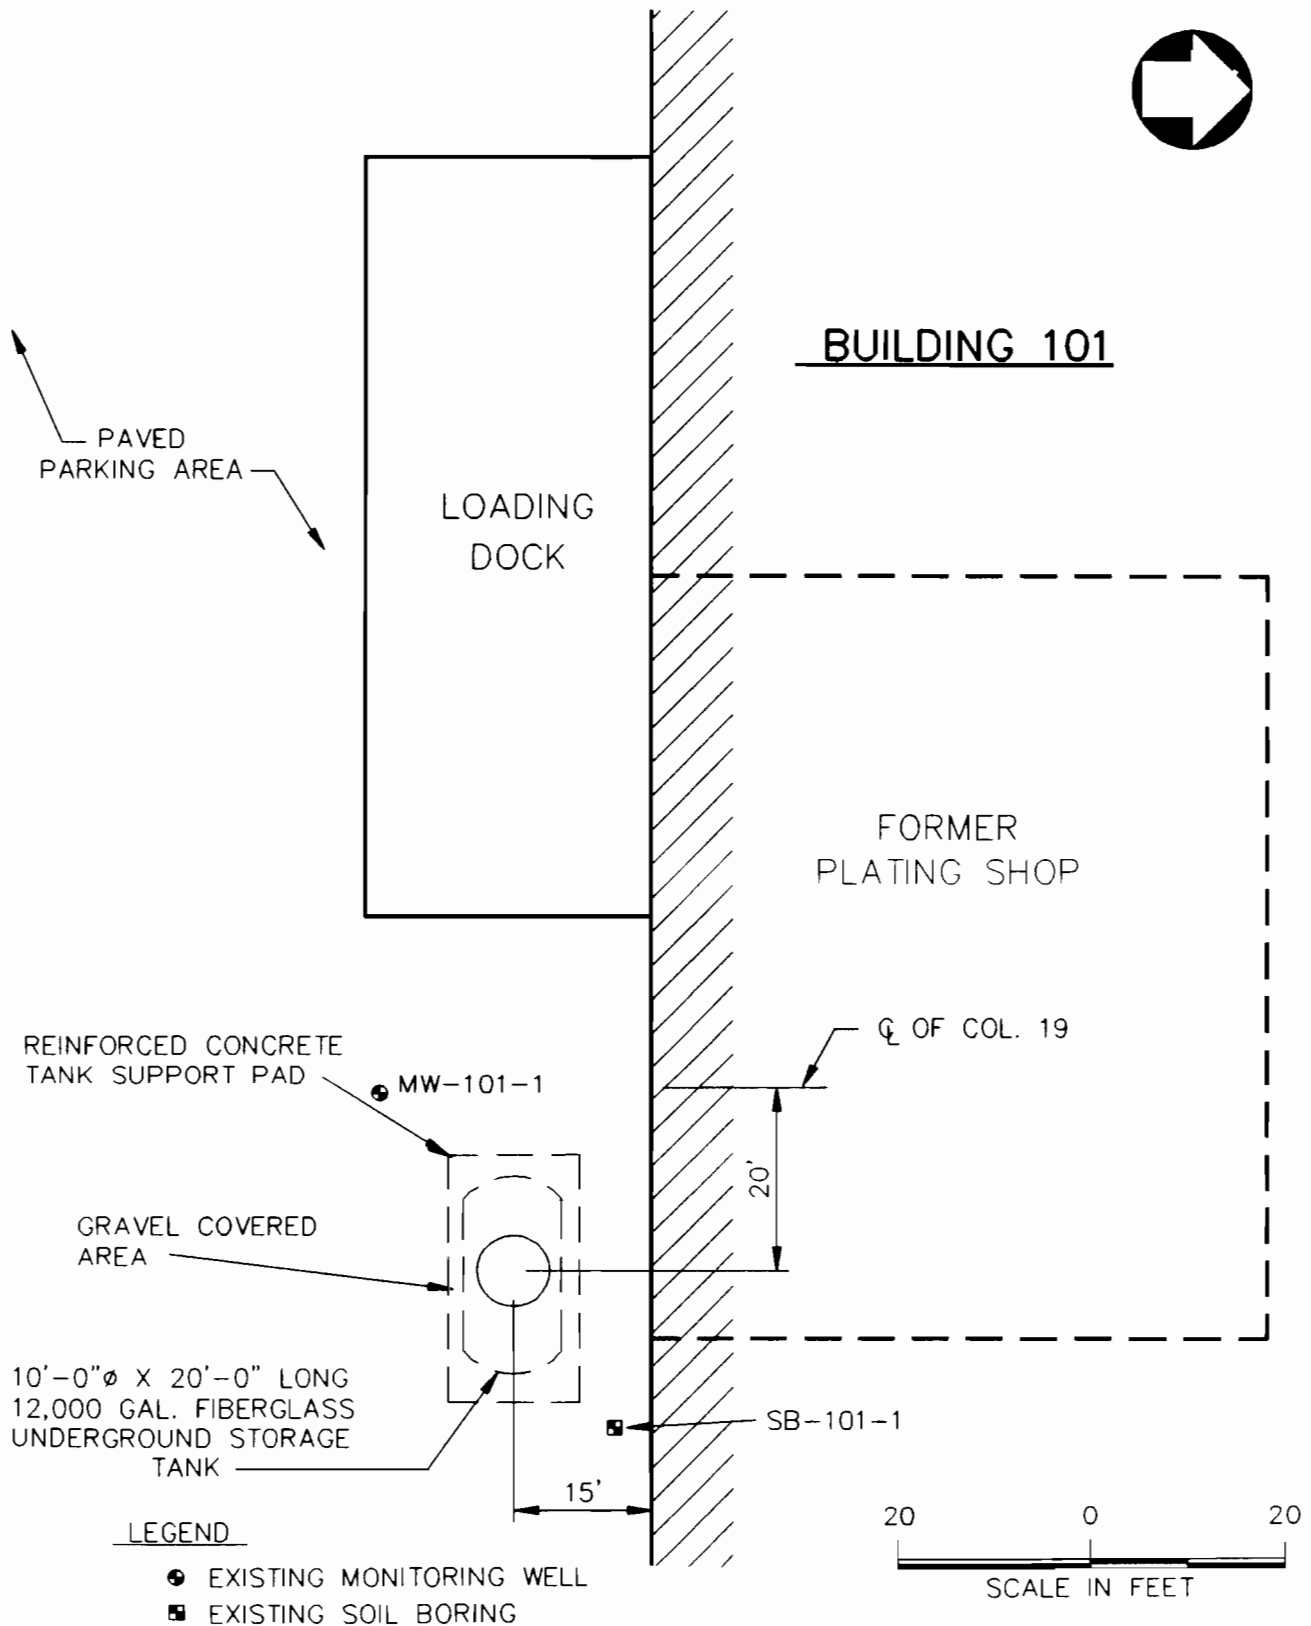 BUILDING 101
PAVED
PARKING AREA
LOADING
DOCK
FORMER
PLATING SHOP
℄ OF COL. 19
REINFORCED CONCRETE
TANK SUPPORT PAD
MW-101-1
20'
GRAVEL COVERED
AREA
10'-0"ø X 20'-0" LONG
12,000 GAL. FIBERGLASS
UNDERGROUND STORAGE
TANK
SB-101-1
15'
LEGEND
EXISTING MONITORING WELL
EXISTING SOIL BORING
20 0 20
SCALE IN FEET